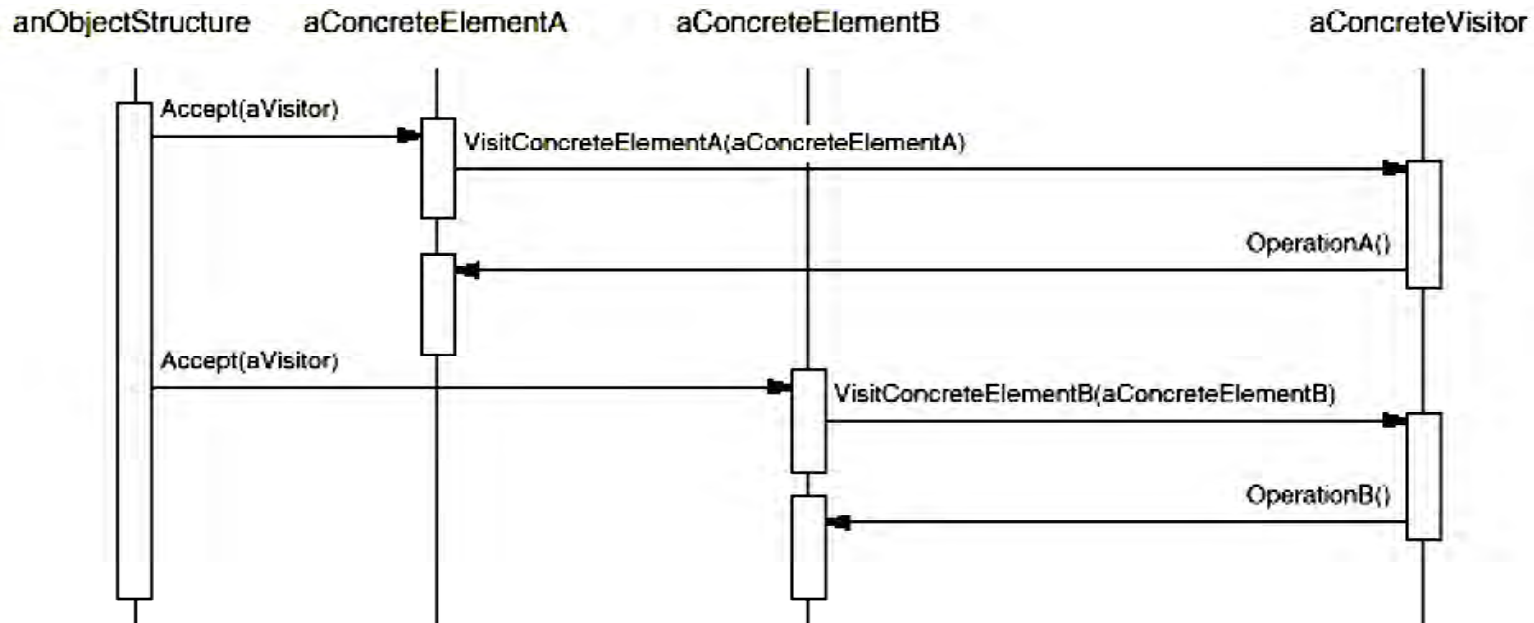 anObjectStructure aConcreteElementA aConcreteElementB aConcreteVisitor
Accept(aVisitor)
VisitConcreteElementA(aConcreteElementA)
OperationA()
Accept(aVisitor)
VisitConcreteElementB(aConcreteElementB)
OperationB()